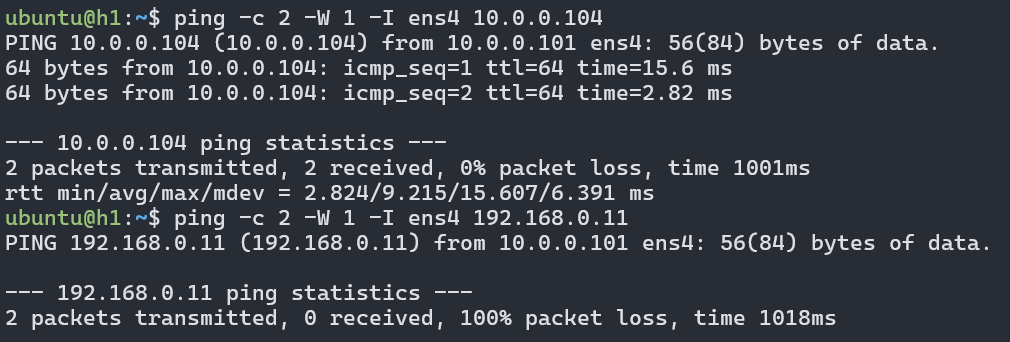 ubuntu@h1:~$ ping -c 2 -W 1 -I ens4 10.0.0.104
PING 10.0.0.104 (10.0.0.104) from 10.0.0.101 ens4: 56(84) bytes of data.
64 bytes from 10.0.0.104: icmp_seq=1 ttl=64 time=15.6 ms
64 bytes from 10.0.0.104: icmp_seq=2 ttl=64 time=2.82 ms

--- 10.0.0.104 ping statistics ---
2 packets transmitted, 2 received, 0% packet loss, time 1001ms
rtt min/avg/max/mdev = 2.824/9.215/15.607/6.391 ms
ubuntu@h1:~$ ping -c 2 -W 1 -I ens4 192.168.0.11
PING 192.168.0.11 (192.168.0.11) from 10.0.0.101 ens4: 56(84) bytes of data.

--- 192.168.0.11 ping statistics ---
2 packets transmitted, 0 received, 100% packet loss, time 1018ms